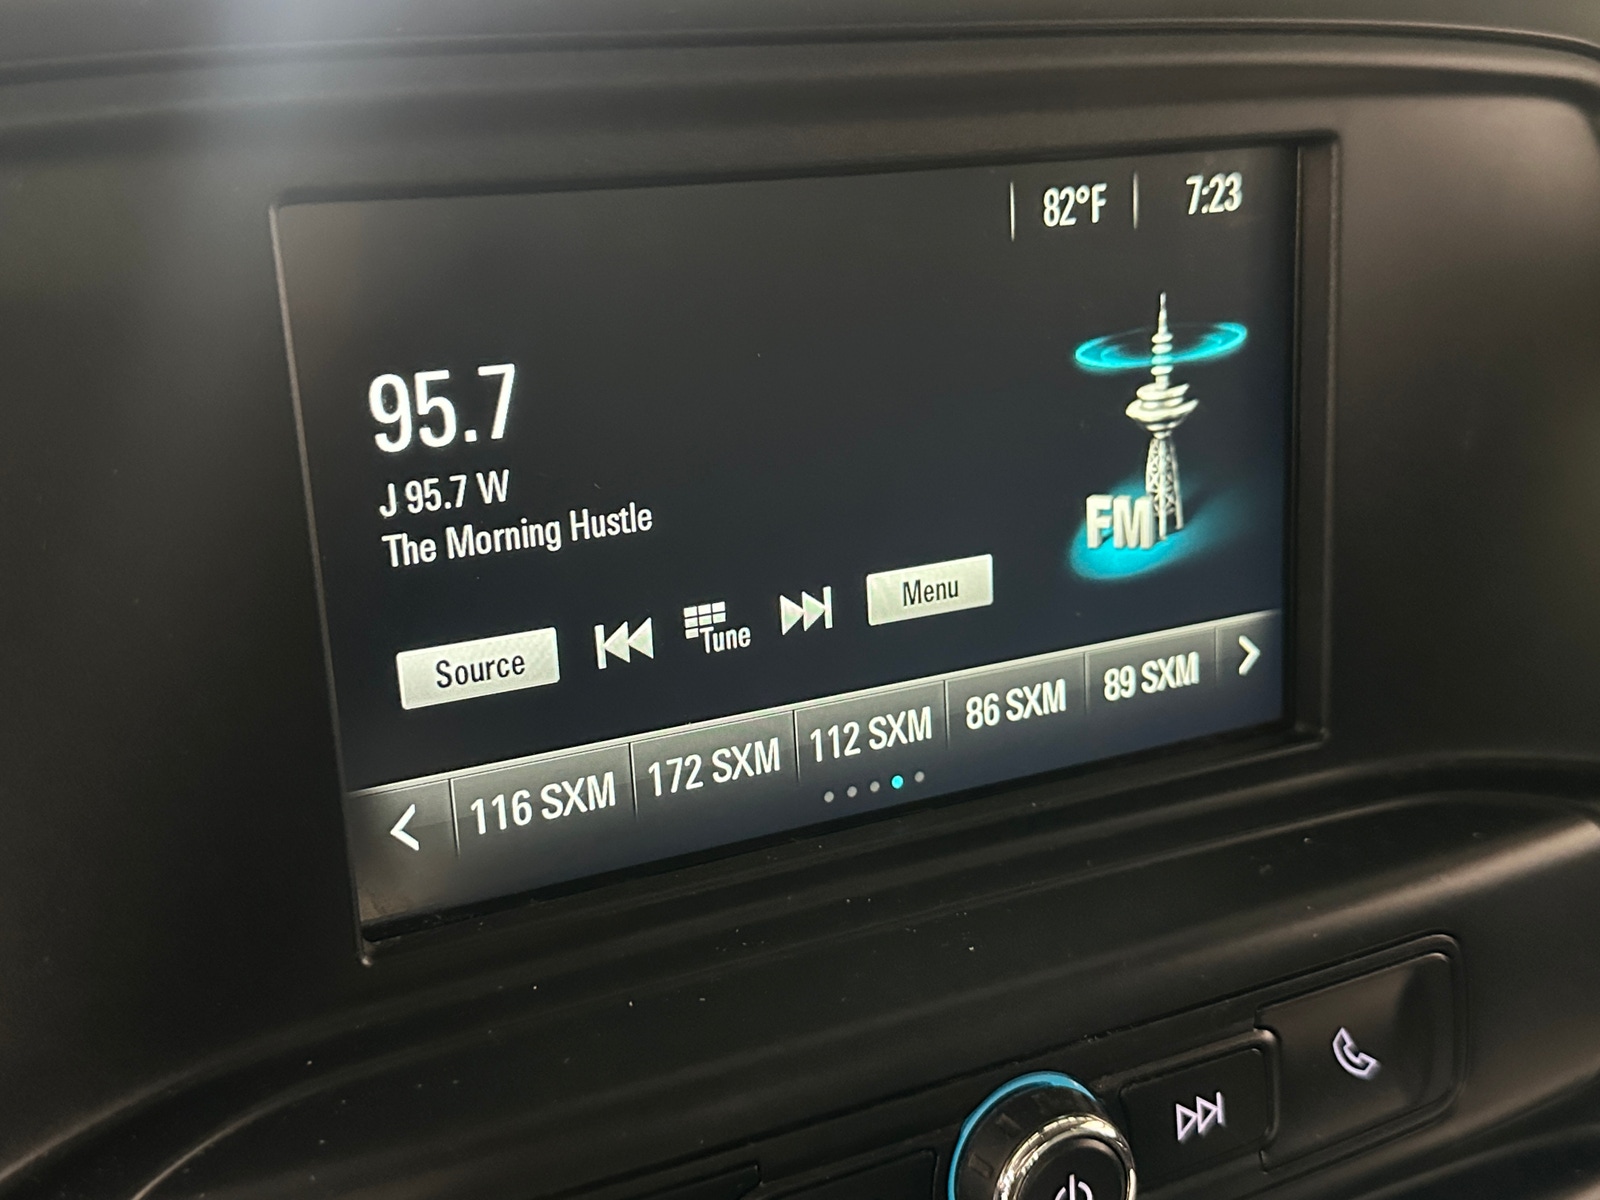 82°F 7:23
95.7
J 95.7 W
The Morning Hustle
FM
Source Tune Menu
116 SXM 172 SXM 112 SXM 86 SXM 89 SXM